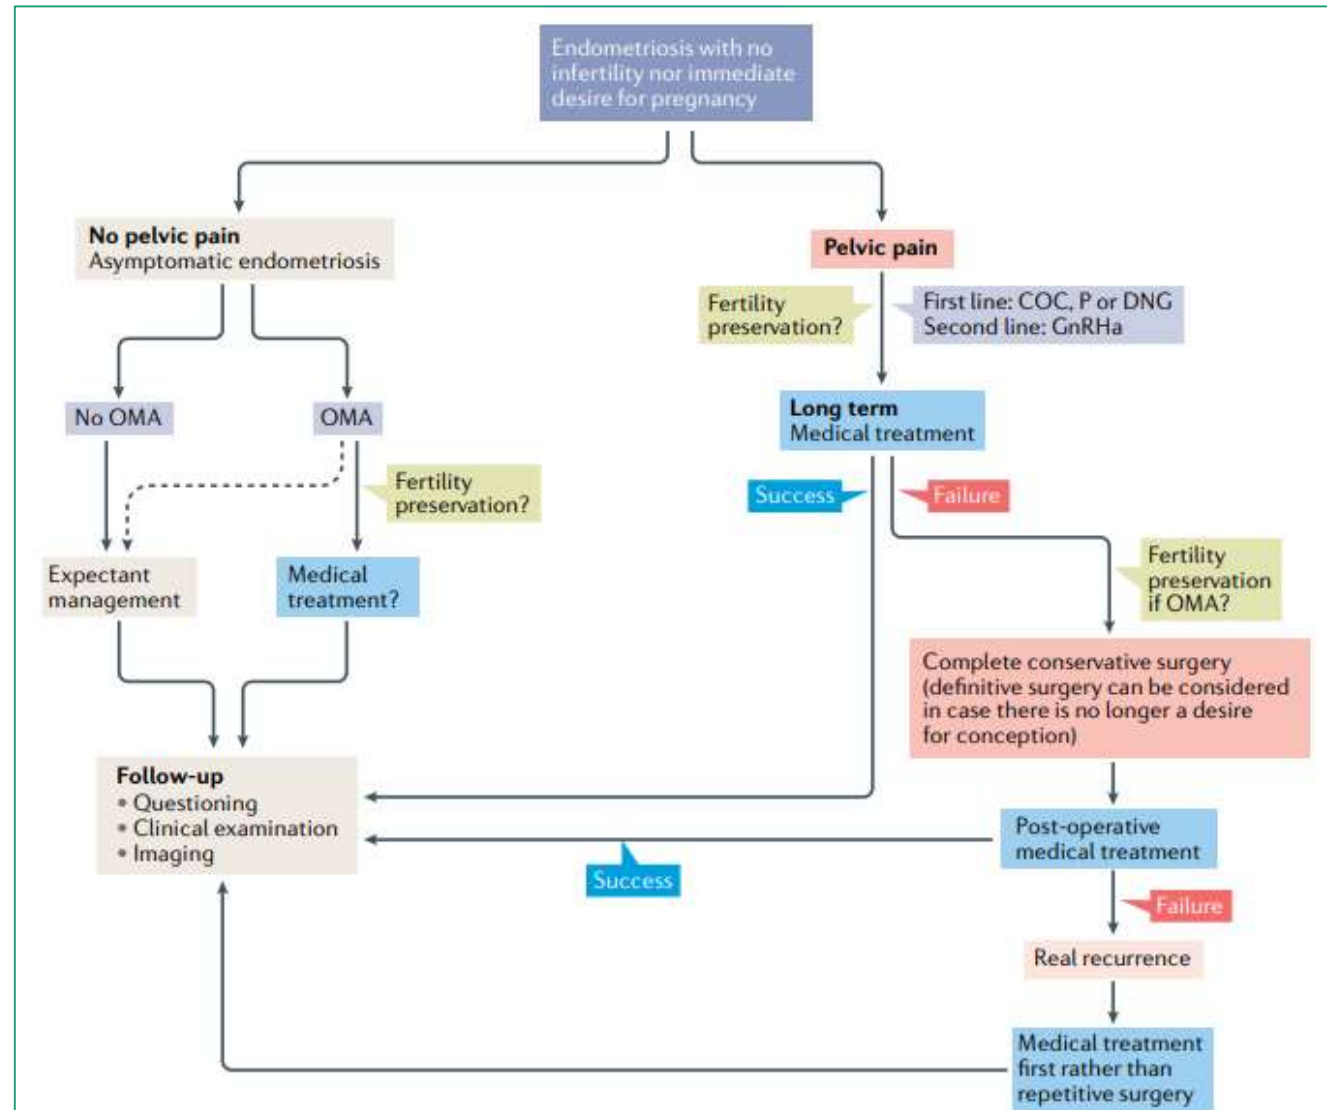 Endometriosis with no
infertility nor immediate
desire for pregnancy
No pelvic pain
Asymptomatic endometriosis
Pelvic pain
Fertility
preservation?
First line: COC, P or DNG
Second line: GnRHa
No OMA
OMA
Long term
Medical treatment
Fertility
preservation?
Success
Failure
Expectant
management
Medical
treatment?
Fertility
preservation
if OMA?
Complete conservative surgery
(definitive surgery can be considered
in case there is no longer a desire
for conception)
Follow-up
• Questioning
• Clinical examination
• Imaging
Post-operative
medical treatment
Success
Failure
Real recurrence
Medical treatment
first rather than
repetitive surgery